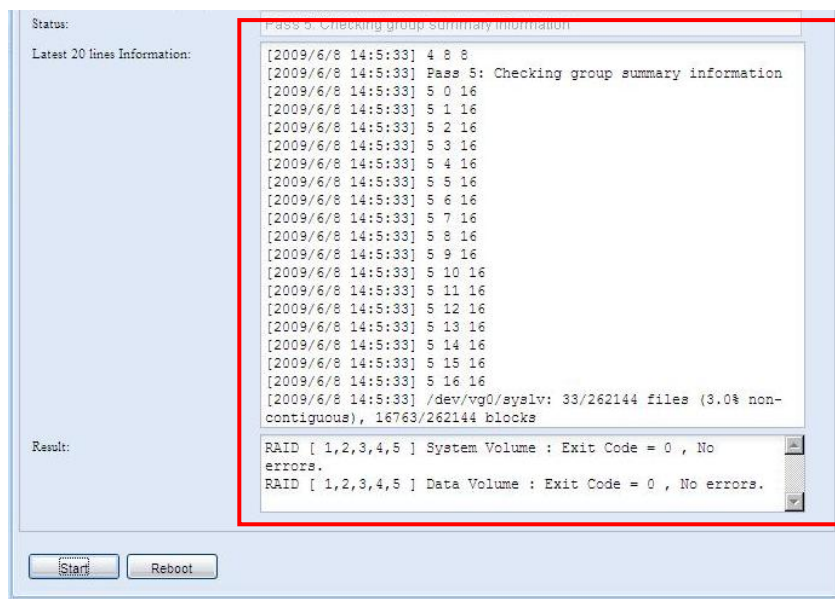 Status:
Pass 5: Checking group summary information
Latest 20 lines Information:
[2009/6/8 14:5:33] 4 8 8
[2009/6/8 14:5:33] Pass 5: Checking group summary information
[2009/6/8 14:5:33] 5 0 16
[2009/6/8 14:5:33] 5 1 16
[2009/6/8 14:5:33] 5 2 16
[2009/6/8 14:5:33] 5 3 16
[2009/6/8 14:5:33] 5 4 16
[2009/6/8 14:5:33] 5 5 16
[2009/6/8 14:5:33] 5 6 16
[2009/6/8 14:5:33] 5 7 16
[2009/6/8 14:5:33] 5 8 16
[2009/6/8 14:5:33] 5 9 16
[2009/6/8 14:5:33] 5 10 16
[2009/6/8 14:5:33] 5 11 16
[2009/6/8 14:5:33] 5 12 16
[2009/6/8 14:5:33] 5 13 16
[2009/6/8 14:5:33] 5 14 16
[2009/6/8 14:5:33] 5 15 16
[2009/6/8 14:5:33] 5 16 16
[2009/6/8 14:5:33] /dev/vg0/syslv: 33/262144 files (3.0% non-
contiguous), 16763/262144 blocks
Result:
RAID [ 1,2,3,4,5 ] System Volume : Exit Code = 0 , No
errors.
RAID [ 1,2,3,4,5 ] Data Volume : Exit Code = 0 , No errors.
Start
Reboot